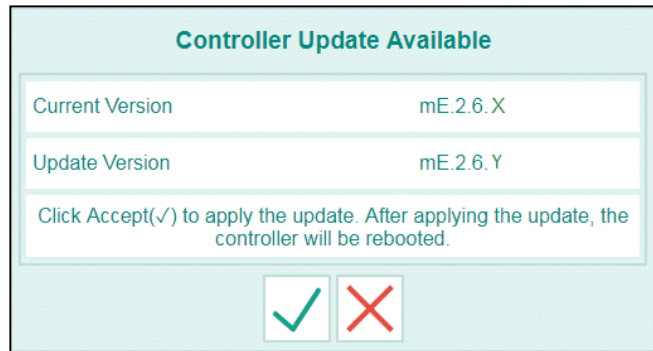 Controller Update Available
Current Version mE.2.6.X
Update Version mE.2.6.Y
Click Accept(✓) to apply the update. After applying the update, the
controller will be rebooted.